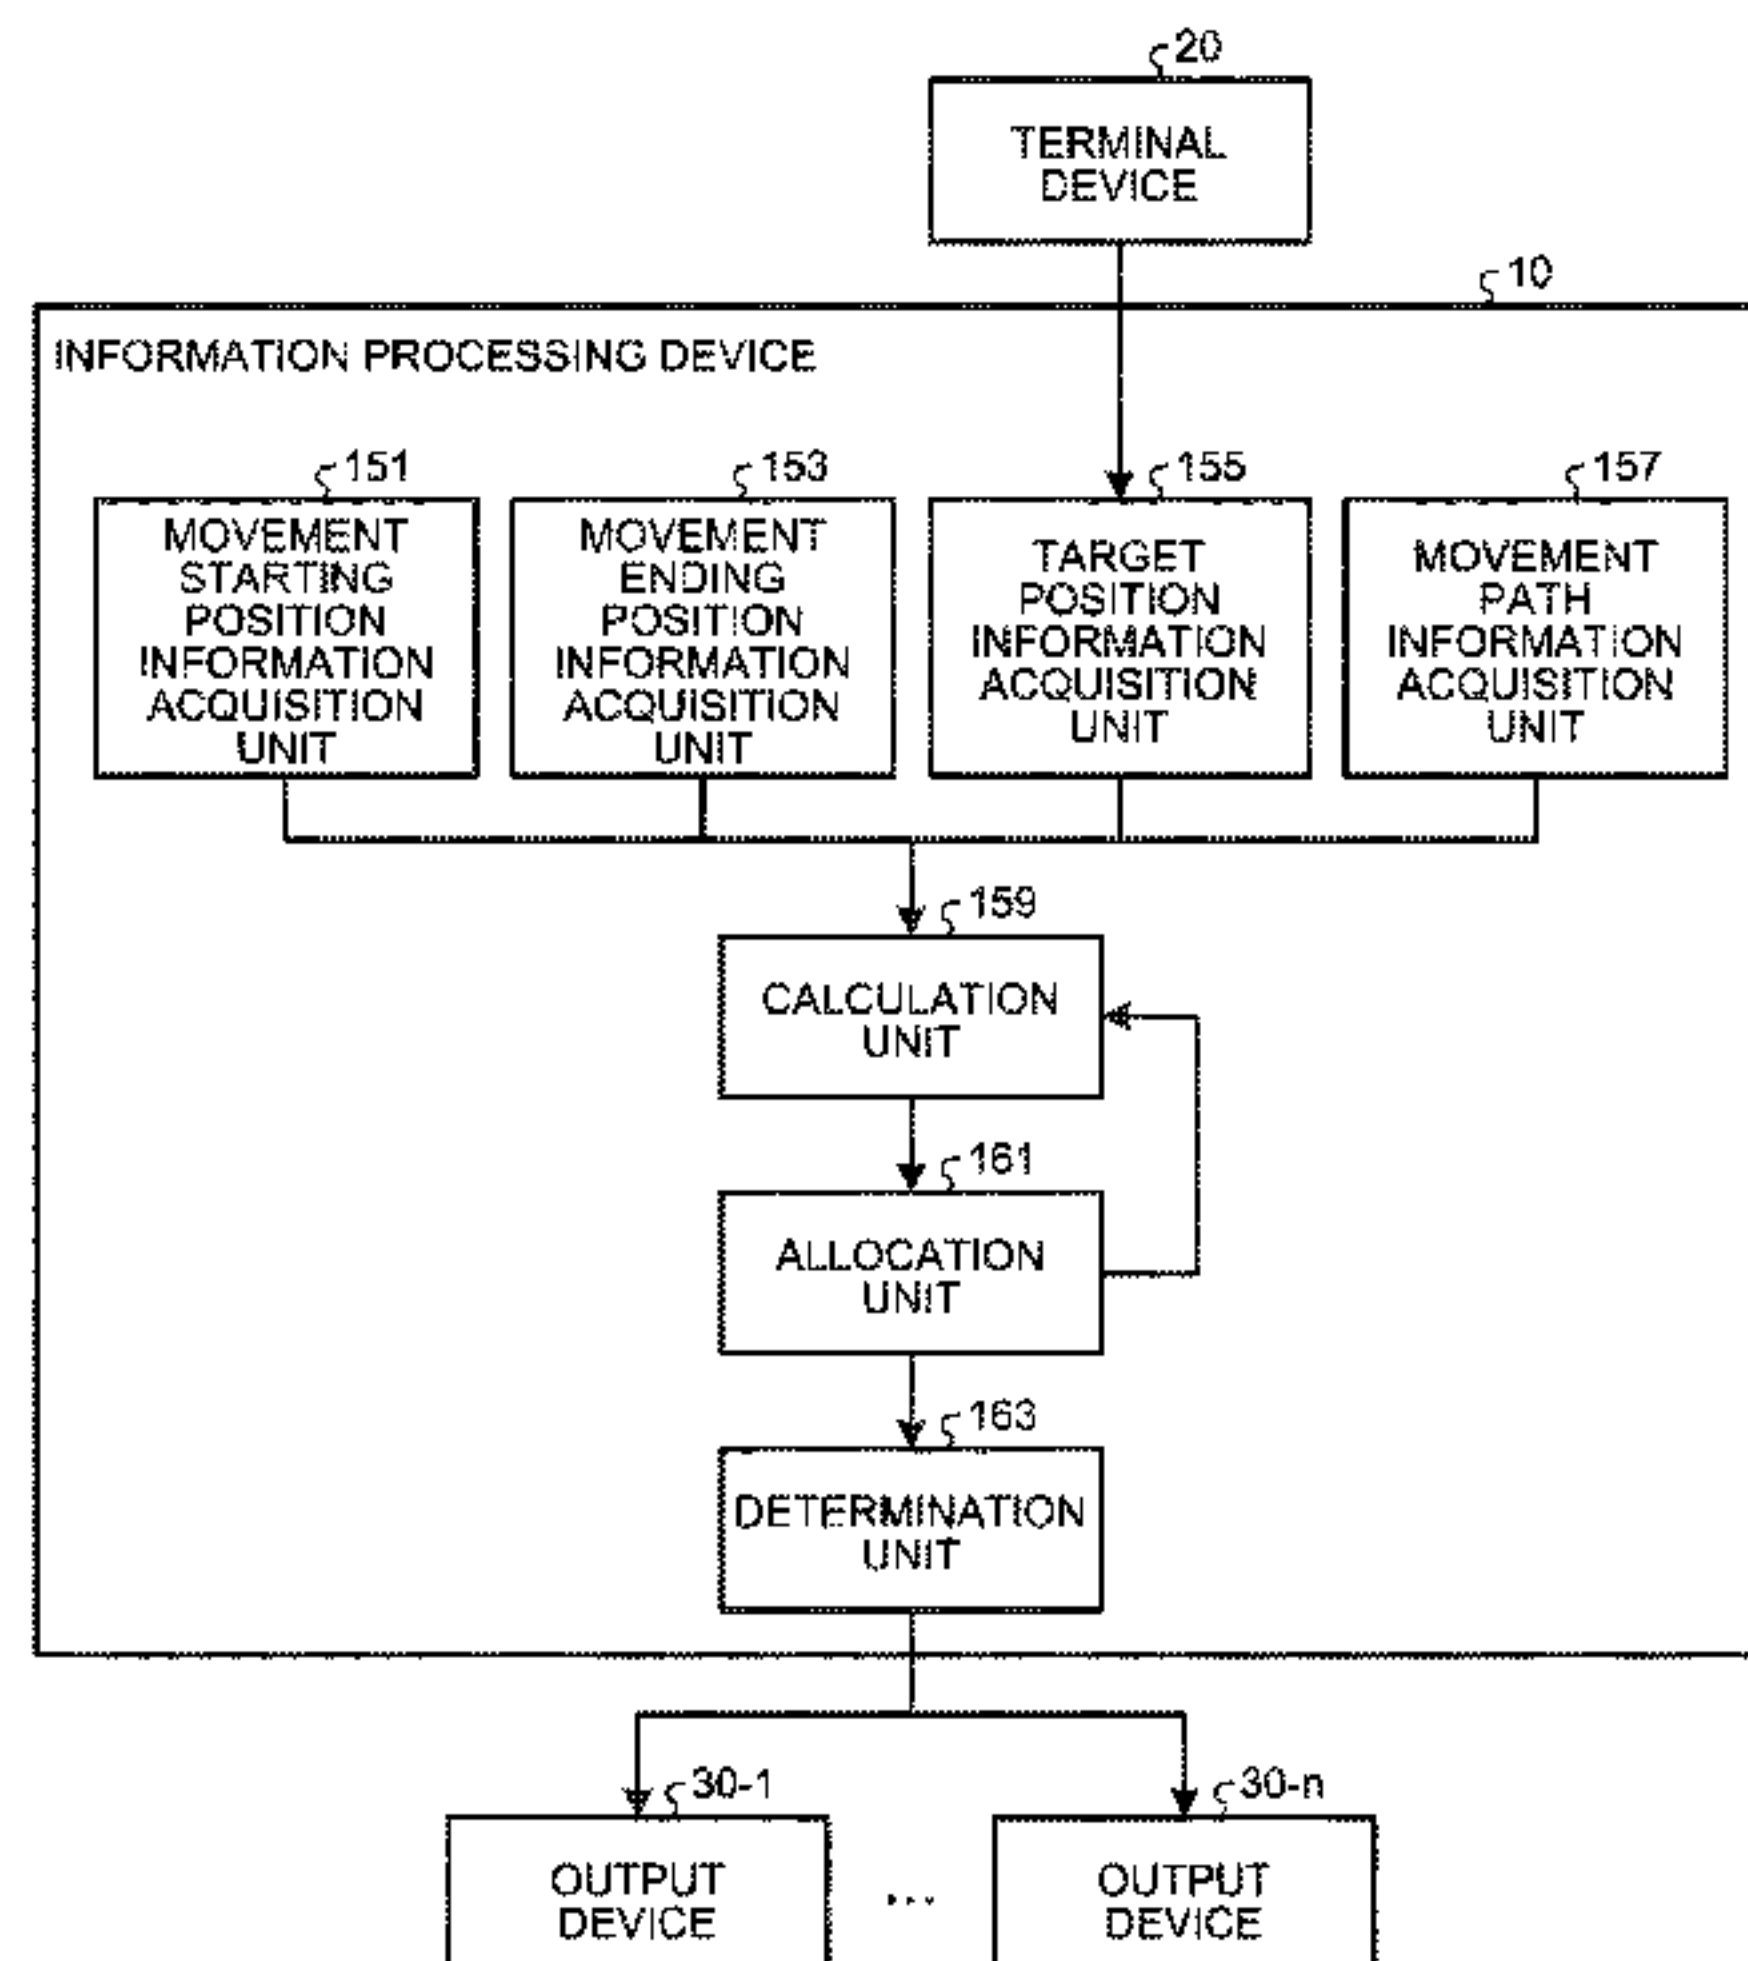 20
TERMINAL
DEVICE
10
INFORMATION PROCESSING DEVICE
151
MOVEMENT
STARTING
POSITION
INFORMATION
ACQUISITION
UNIT
153
MOVEMENT
ENDING
POSITION
INFORMATION
ACQUISITION
UNIT
155
TARGET
POSITION
INFORMATION
ACQUISITION
UNIT
157
MOVEMENT
PATH
INFORMATION
ACQUISITION
UNIT
159
CALCULATION
UNIT
161
ALLOCATION
UNIT
163
DETERMINATION
UNIT
30-1
OUTPUT
DEVICE
...
30-n
OUTPUT
DEVICE